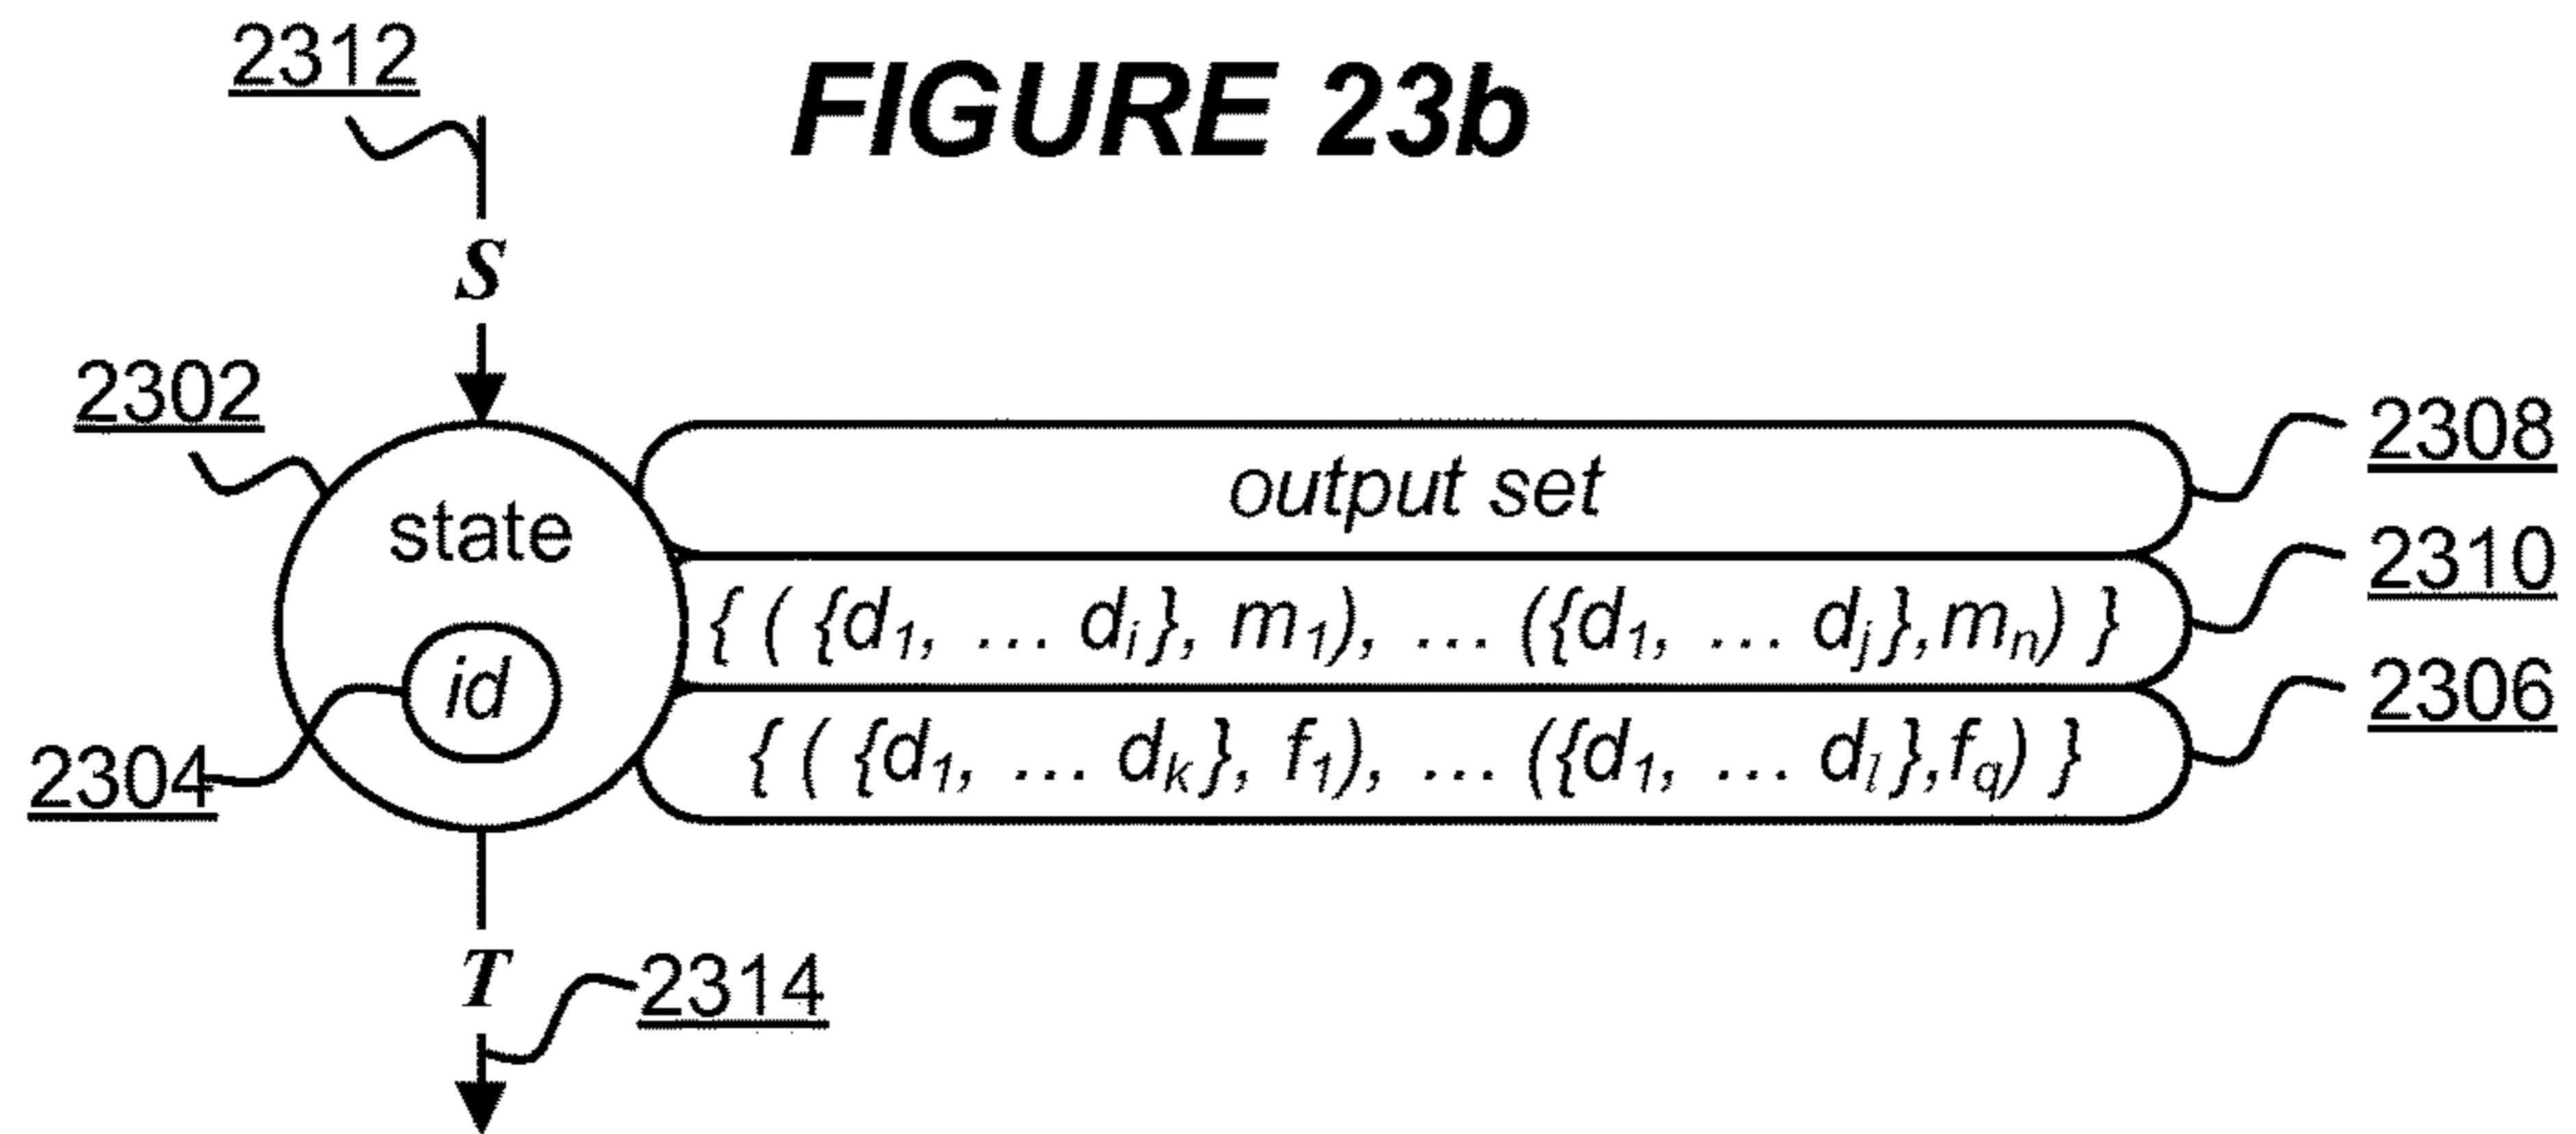 2312
FIGURE 23b
S
2302
2308
output set
state
2310
{ ( {d1, … di}, m1), … ({d1, … dj},mn) }
id
2306
{ ( {d1, … dk}, f1), … ({d1, … dl},fq) }
2304
T
2314